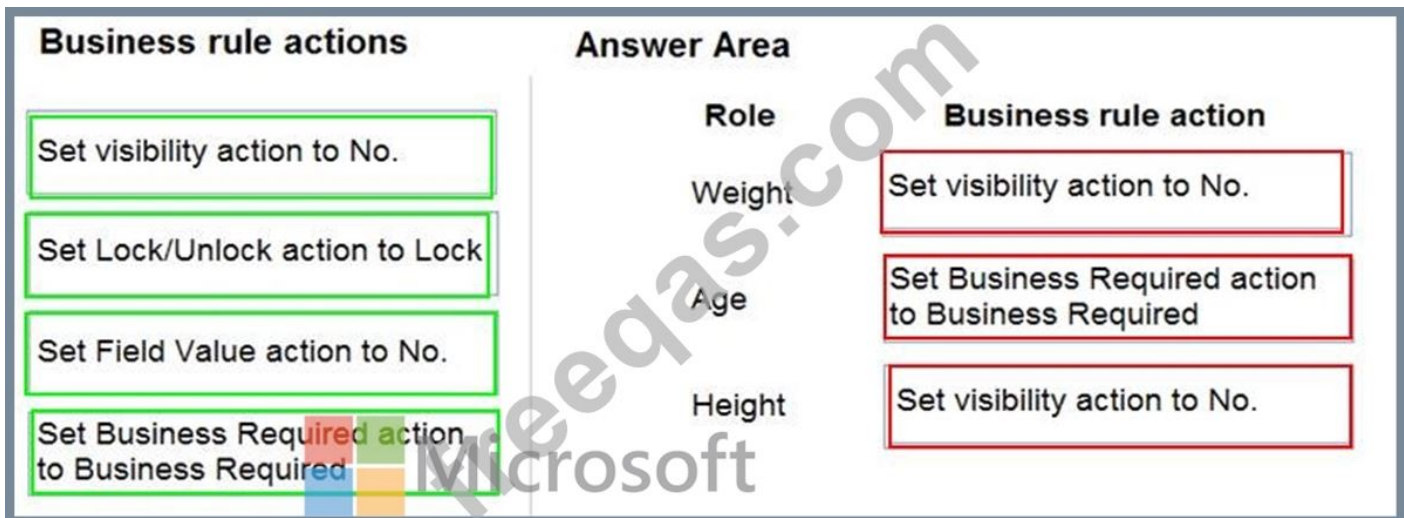 Business rule actions
Set visibility action to No.
Set Lock/Unlock action to Lock
Set Field Value action to No.
Set Business Required action
to Business Required
Answer Area
Role
Business rule action
Weight
Set visibility action to No.
Age
Set Business Required action
to Business Required
Height
Set visibility action to No.
freeqas.com
Microsoft